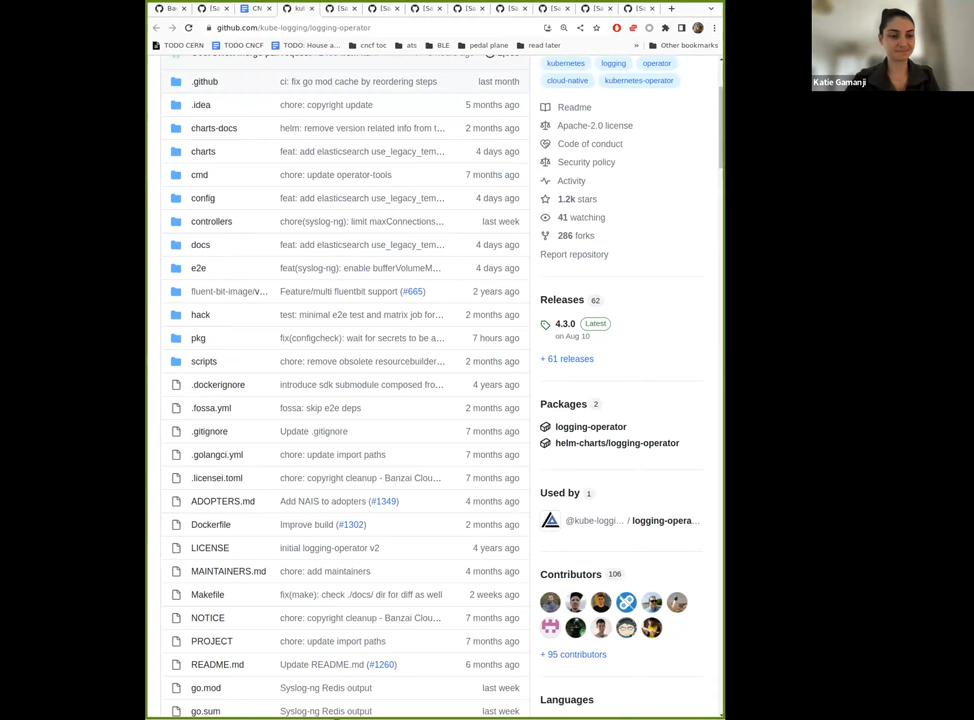 Ba
[Sa
CN
ku
[Sa
[Sa
[Sa
[Sa
[Sa
[Sa
[Sa
[Sa
github.com/kube-logging/logging-operator
TODO CERN
TODO CNCF
TODO: House a...
cncf toc
ats
BLE
pedal plane
read later
»
Other bookmarks
Katie Gamanji
.github ci: fix go mod cache by reordering steps last month
.idea chore: copyright update 5 months ago
charts-docs helm: remove version related info from t... 2 months ago
charts feat: add elasticsearch use_legacy_tem... 4 days ago
cmd chore: update operator-tools 7 months ago
config feat: add elasticsearch use_legacy_tem... 4 days ago
controllers chore(syslog-ng): limit maxConnections... last week
docs feat: add elasticsearch use_legacy_tem... 4 days ago
e2e feat(syslog-ng): enable bufferVolumeM... 4 days ago
fluent-bit-image/v... Feature/multi fluentbit support (#665) 2 years ago
hack test: minimal e2e test and matrix job for... 2 months ago
pkg fix(configcheck): wait for secrets to be a... 7 hours ago
scripts chore: remove obsolete resourcebuilder... 2 months ago
.dockerignore introduce sdk submodule composed fro... 4 years ago
.fossa.yml fossa: skip e2e deps 2 months ago
.gitignore Update .gitignore 7 months ago
.golangci.yml chore: update import paths 7 months ago
.licensei.toml chore: copyright cleanup - Banzai Clou... 7 months ago
ADOPTERS.md Add NAIS to adopters (#1349) 4 months ago
Dockerfile Improve build (#1302) 2 months ago
LICENSE initial logging-operator v2 4 years ago
MAINTAINERS.md chore: add maintainers 4 months ago
Makefile fix(make): check ./docs/ dir for diff as well 2 weeks ago
NOTICE chore: copyright cleanup - Banzai Clou... 7 months ago
PROJECT chore: update import paths 7 months ago
README.md Update README.md (#1260) 6 months ago
go.mod Syslog-ng Redis output last week
go.sum Syslog-ng Redis output last week
kubernetes logging operator
cloud-native kubernetes-operator
Readme
Apache-2.0 license
Code of conduct
Security policy
Activity
1.2k stars
41 watching
286 forks
Report repository
Releases 62
4.3.0 Latest
on Aug 10
+ 61 releases
Packages 2
logging-operator
helm-charts/logging-operator
Used by 1
@kube-loggi... / logging-opera...
Contributors 106
+ 95 contributors
Languages